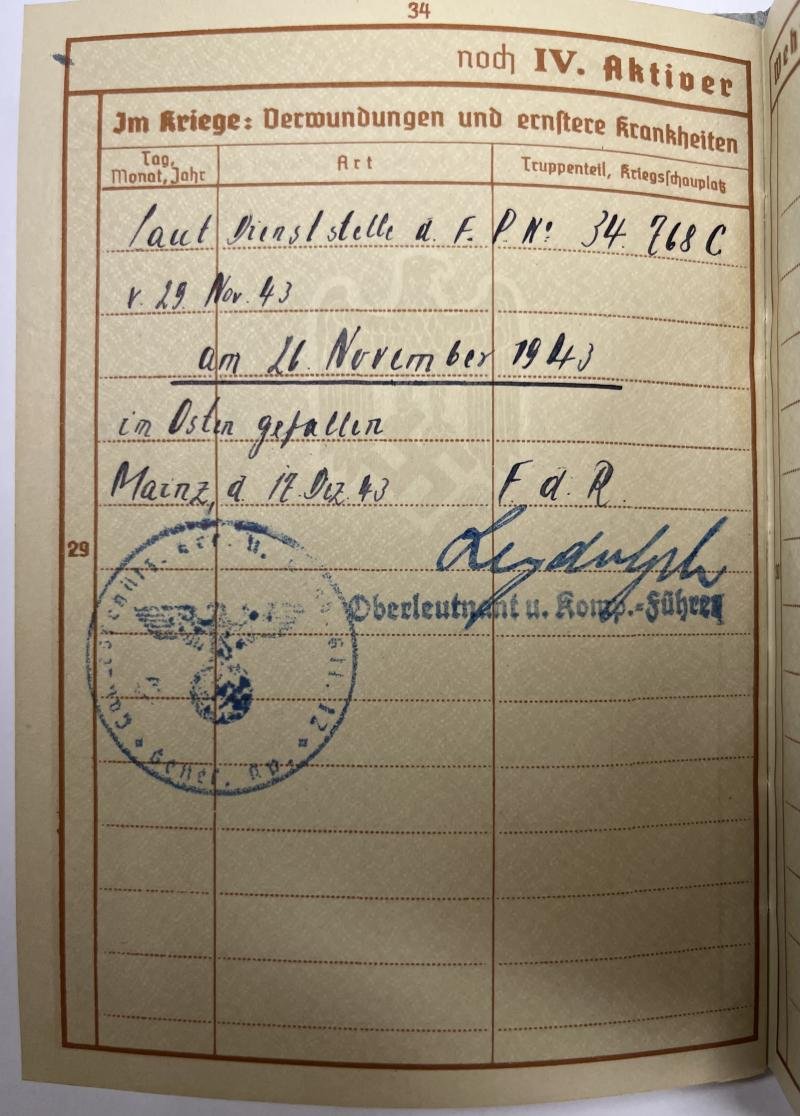 34
noch IV. Aktiver
Im Kriege: Verwundungen und ernstere Krankheiten
Tag, Monat, Jahr
Art
Truppenteil, Kriegsschauplatz
laut Dienststelle d. F. P. No 34 768 C
v. 29 Nov. 43
am 26. November 1943
im Osten gefallen
Mainz, d. 17. Dez. 43 F. d. R.
29
Oberleutnant u. Komp.-Führer
12